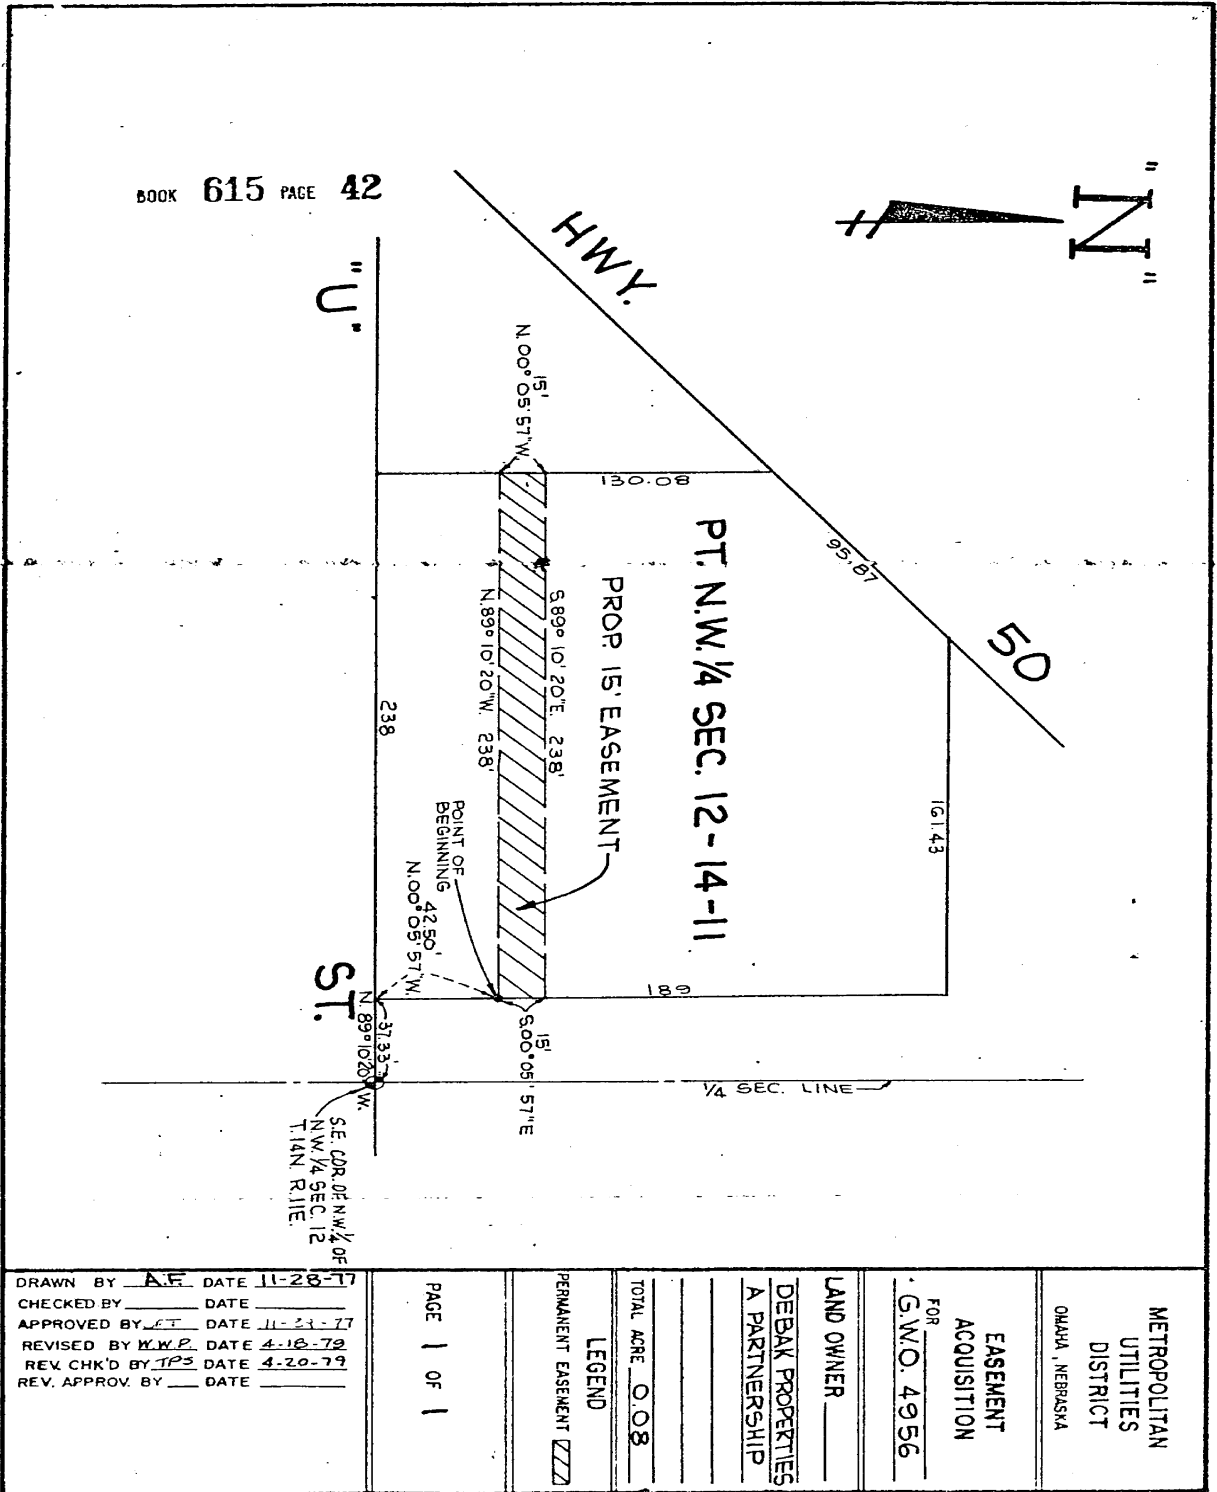 BOOK 615 PAGE 42
"N"
HWY. 50
"U" ST.
15'
N.00° 05' 57"W.
130.08
95.87
PT. N.W. 1/4 SEC. 12-14-11
PROP. 15' EASEMENT
S.89° 10' 20"E. 238'
N.89° 10' 20"W. 238'
238
161.43
189
POINT OF
BEGINNING
42.50'
N.00° 05' 57"W.
15'
S.00° 05' 57"E
37.33'
N. 89° 10' 20" W.
1/4 SEC. LINE
S.E. COR. OF N.W. 1/4 OF
N.W. 1/4 SEC. 12
T.14N. R.11E.
METROPOLITAN
UTILITIES
DISTRICT
OMAHA, NEBRASKA
EASEMENT
ACQUISITION
FOR
G.W.O. 4956
LAND OWNER
DEBAK PROPERTIES
A PARTNERSHIP
TOTAL ACRE 0.08
LEGEND
PERMANENT EASEMENT
PAGE 1 OF 1
DRAWN BY A.F. DATE 11-28-77
CHECKED BY DATE
APPROVED BY DATE
REVISED BY W.W.P. DATE 4-18-79
REV. CHK'D BY TPS DATE 4-20-79
REV. APPROV. BY DATE